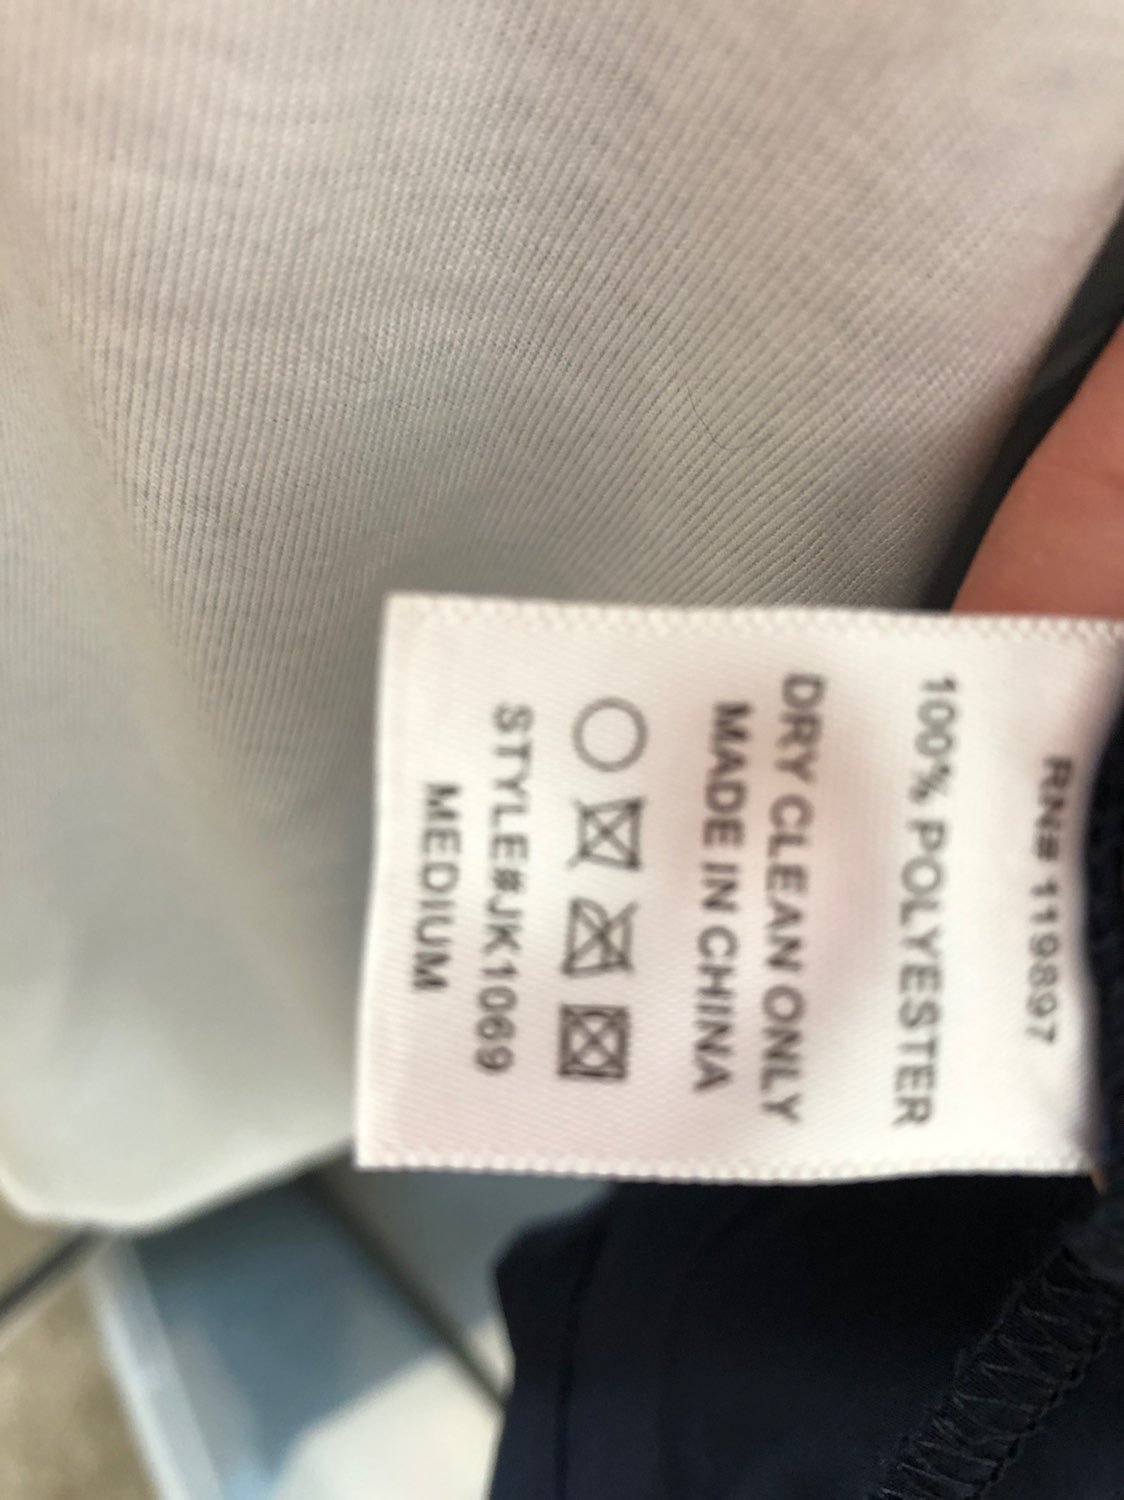 RN# 119897
100% POLYESTER
DRY CLEAN ONLY
MADE IN CHINA
STYLE#JK1069
MEDIUM